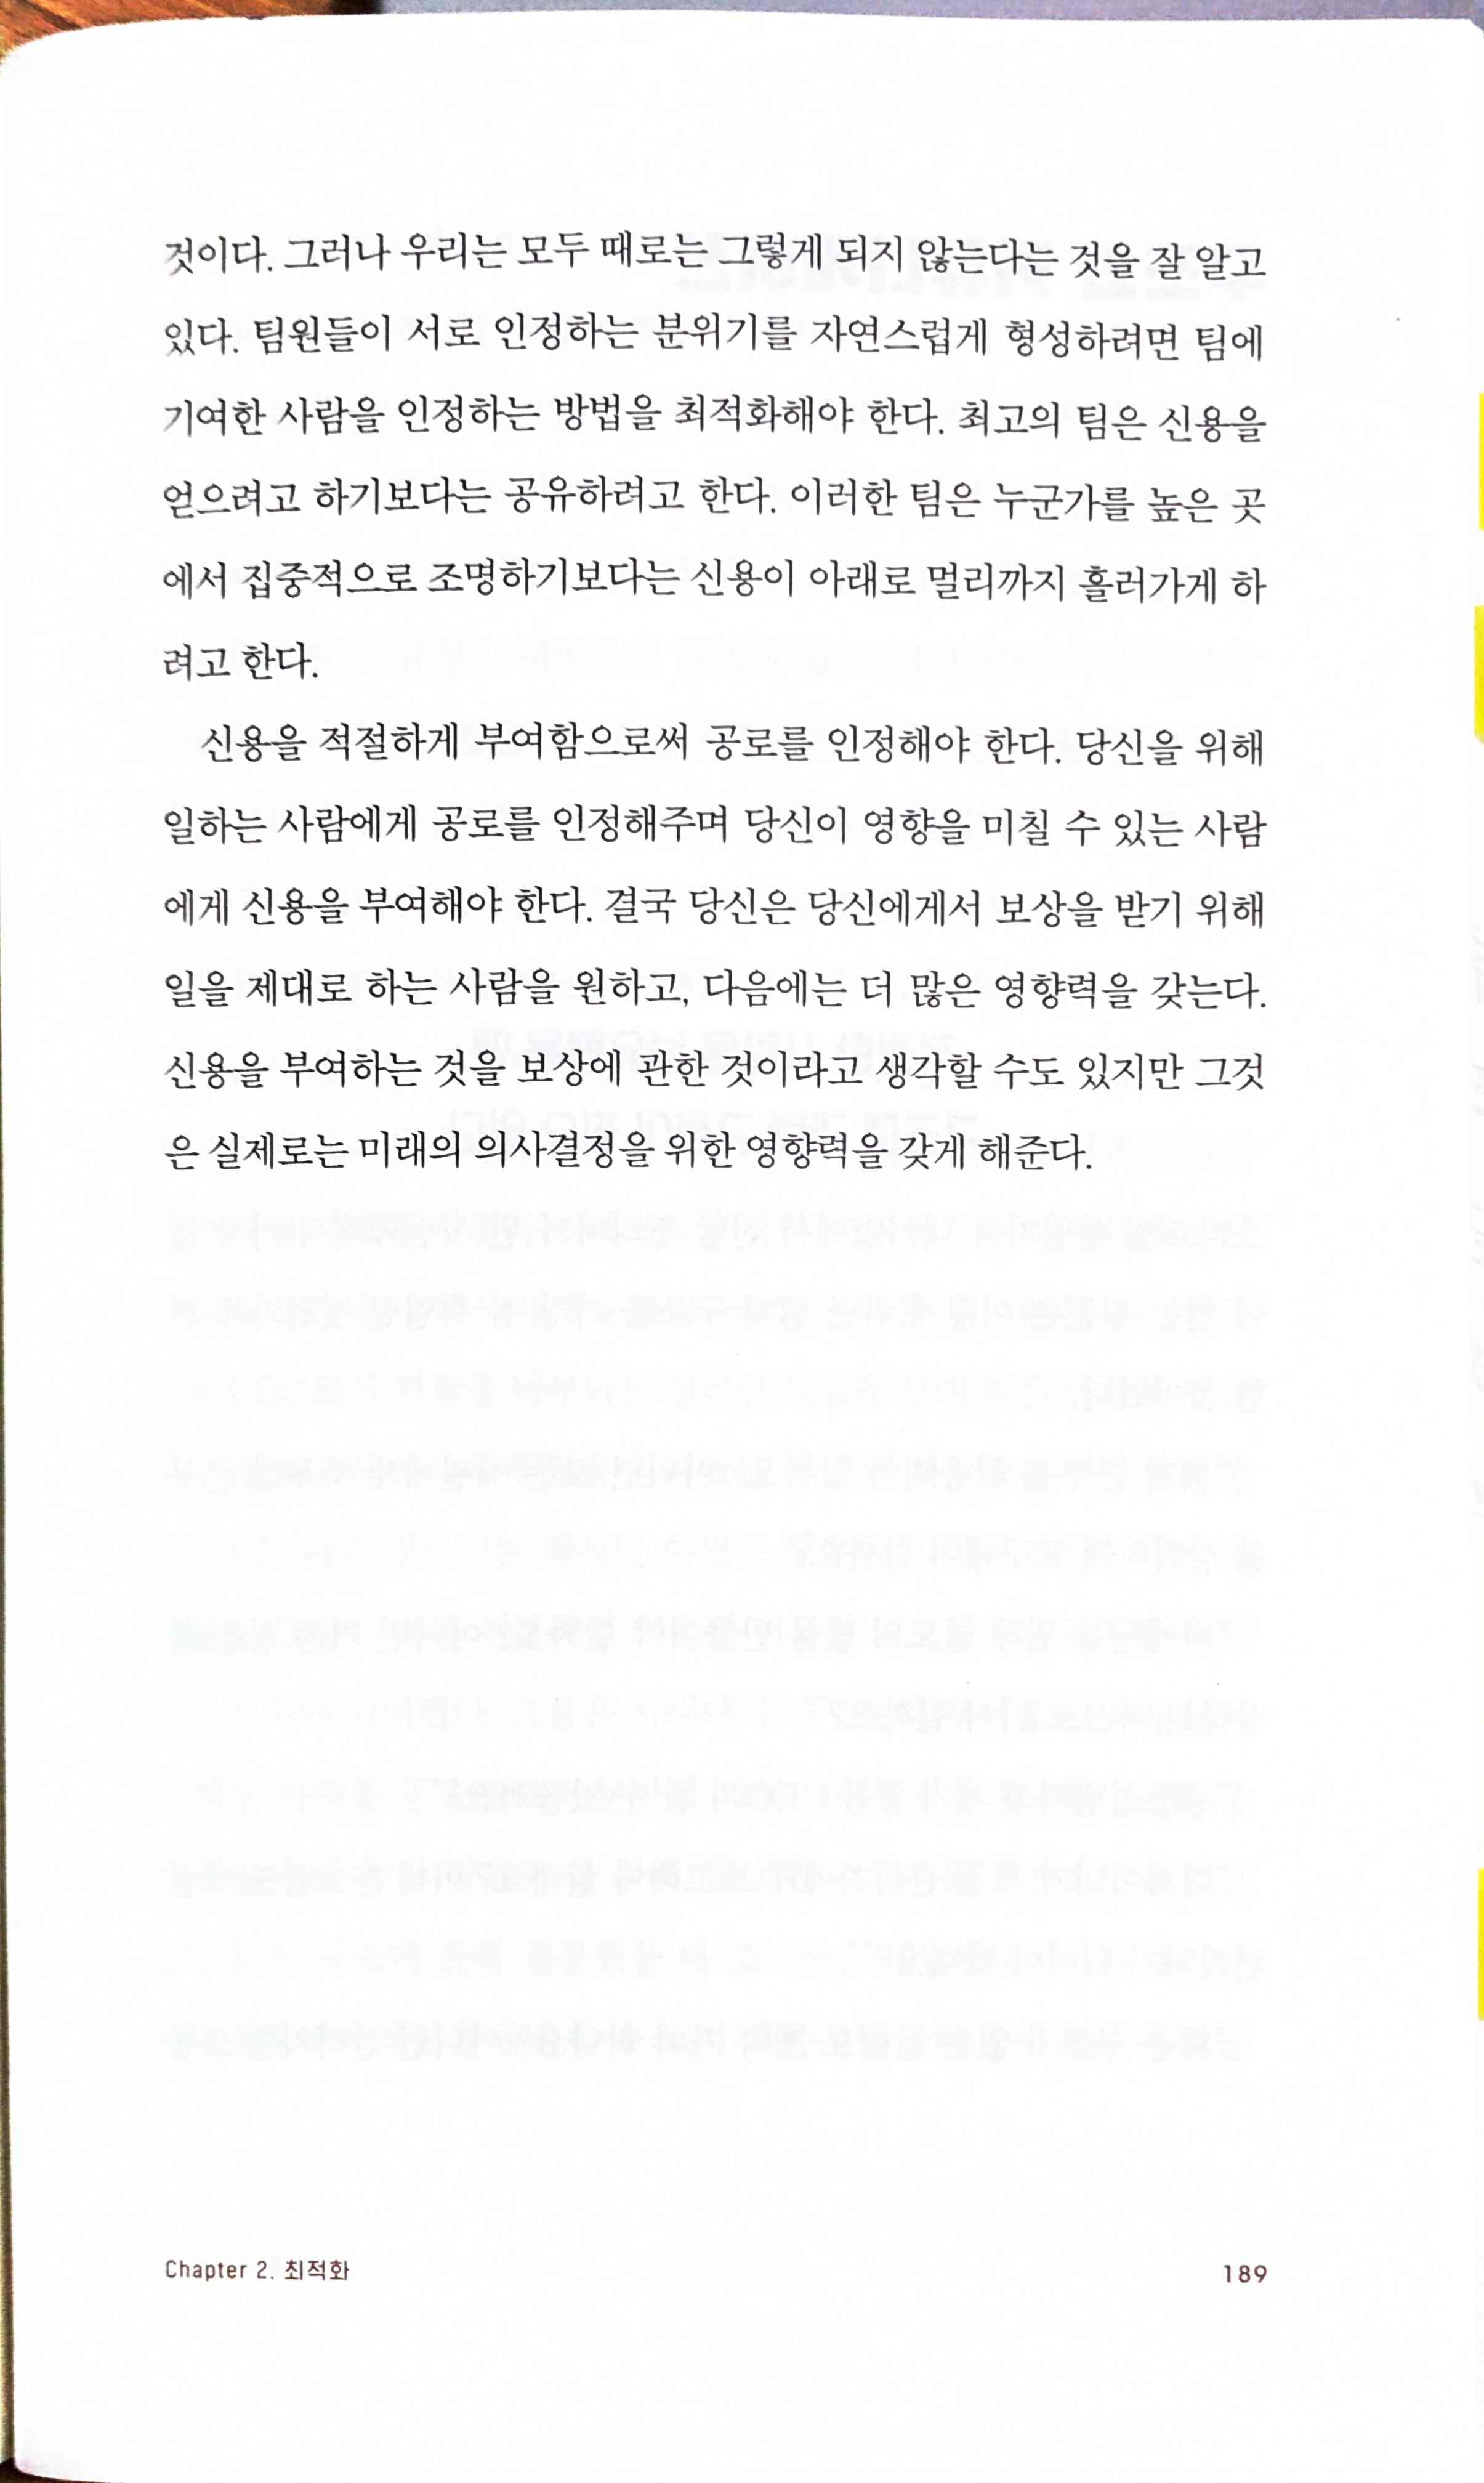 것이다. 그러나 우리는 모두 때로는 그렇게 되지 않는다는 것을 잘 알고
있다. 팀원들이 서로 인정하는 분위기를 자연스럽게 형성하려면 팀에
기여한 사람을 인정하는 방법을 최적화해야 한다. 최고의 팀은 신용을
얻으려고 하기보다는 공유하려고 한다. 이러한 팀은 누군가를 높은 곳
에서 집중적으로 조명하기보다는 신용이 아래로 멀리까지 흘러가게 하
려고 한다.
신용을 적절하게 부여함으로써 공로를 인정해야 한다. 당신을 위해
일하는 사람에게 공로를 인정해주며 당신이 영향을 미칠 수 있는 사람
에게 신용을 부여해야 한다. 결국 당신은 당신에게서 보상을 받기 위해
일을 제대로 하는 사람을 원하고, 다음에는 더 많은 영향력을 갖는다.
신용을 부여하는 것을 보상에 관한 것이라고 생각할 수도 있지만 그것
은 실제로는 미래의 의사결정을 위한 영향력을 갖게 해준다.
Chapter 2. 최적화
189